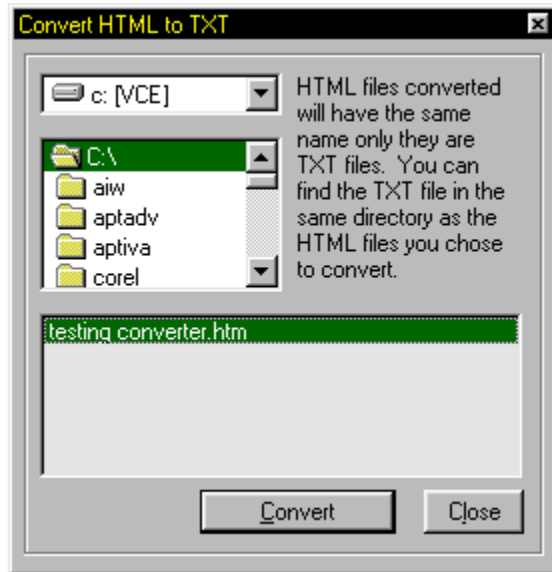 Convert HTML to TXT
c: [VCE]
HTML files converted
will have the same
name only they are
TXT files.  You can
find the TXT file in the
same directory as the
HTML files you chose
to convert.
C:\
aiw
aptadv
aptiva
corel
testing converter.htm
Convert
Close